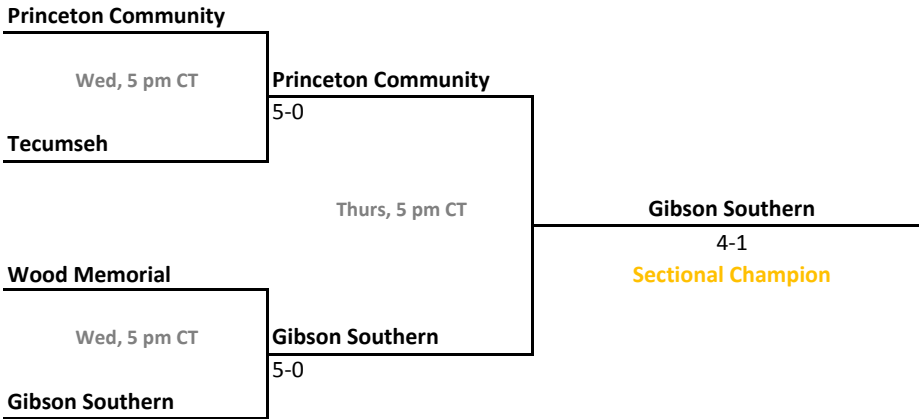 Princeton Community
Wed, 5 pm CT
Princeton Community
5-0
Tecumseh
Thurs, 5 pm CT
Gibson Southern
4-1
Wood Memorial
Sectional Champion
Wed, 5 pm CT
Gibson Southern
5-0
Gibson Southern